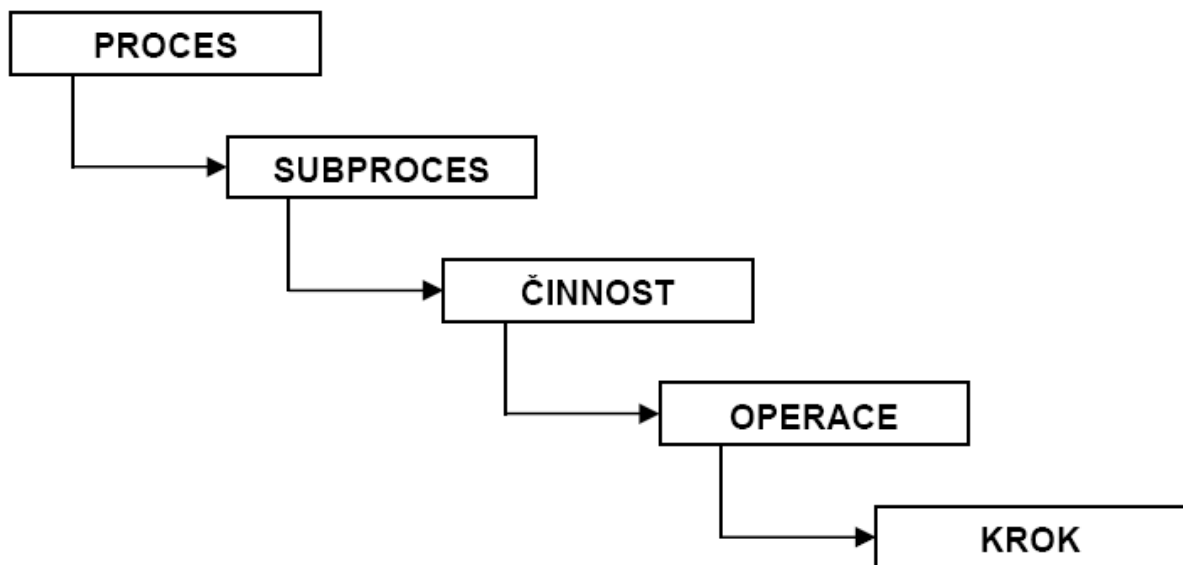 PROCES
SUBPROCES
ČINNOST
OPERACE
KROK